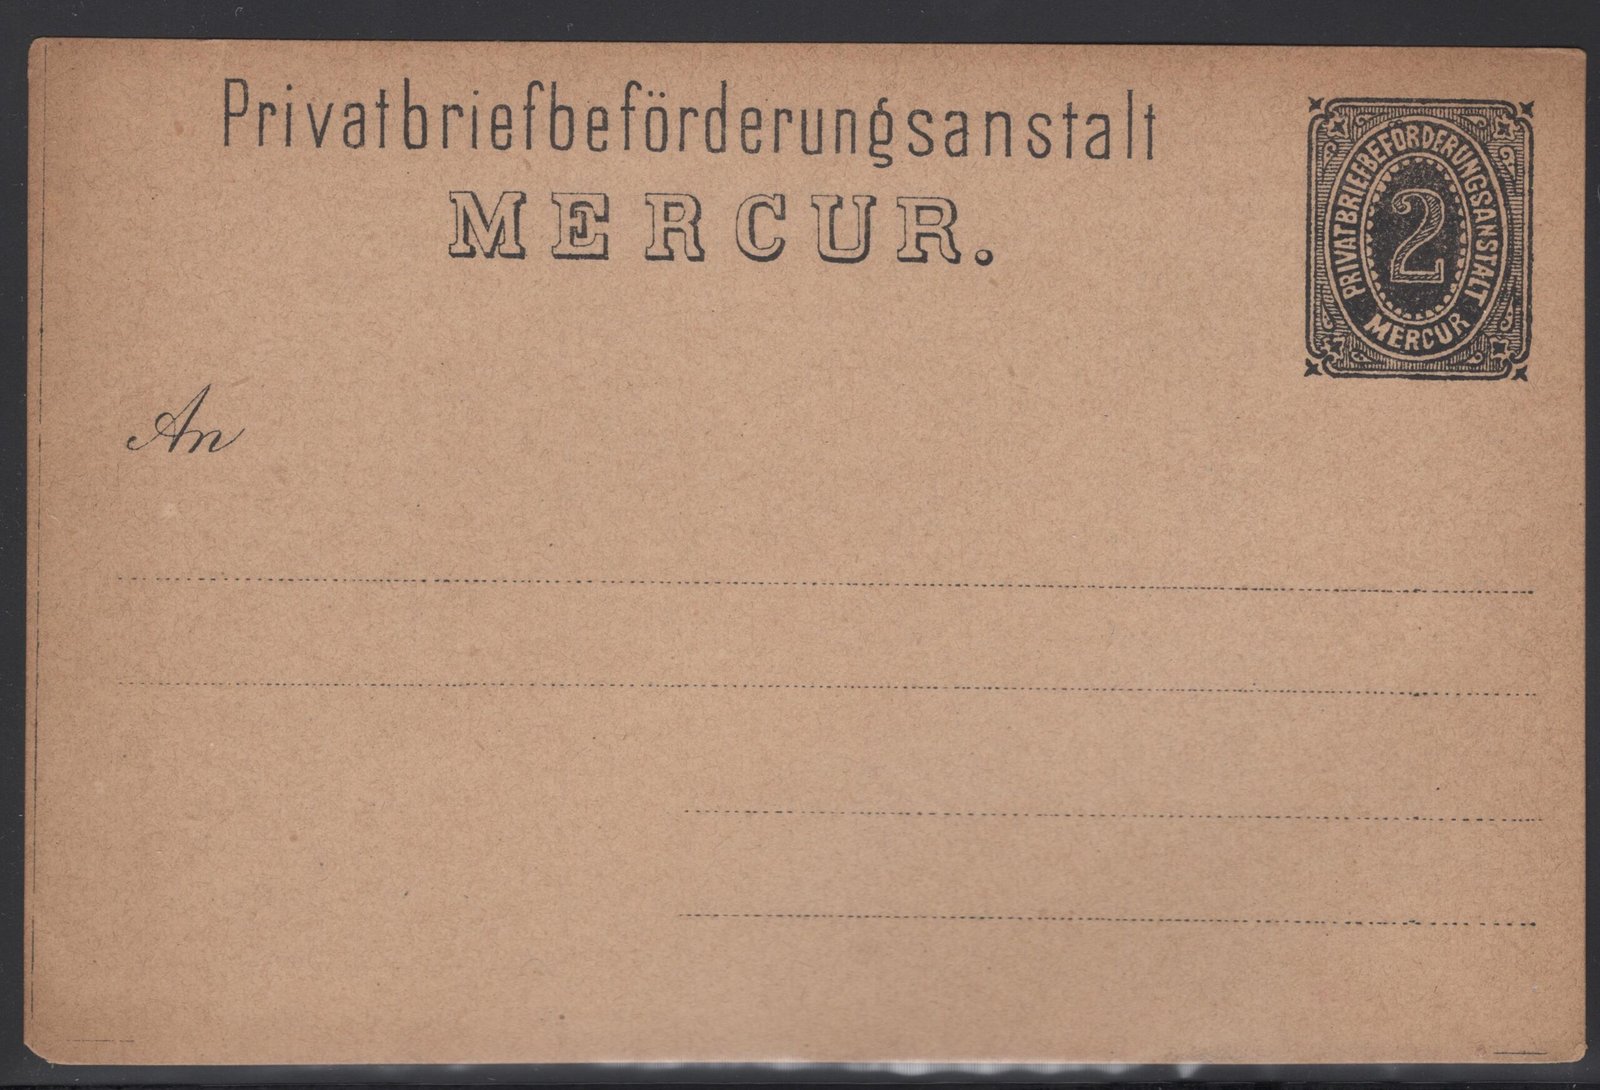 Privatbriefbeförderungsanstalt
MERCUR.
PRIVATBRIEFBEFÖRDERUNGSANSTALT
2
MERCUR
An